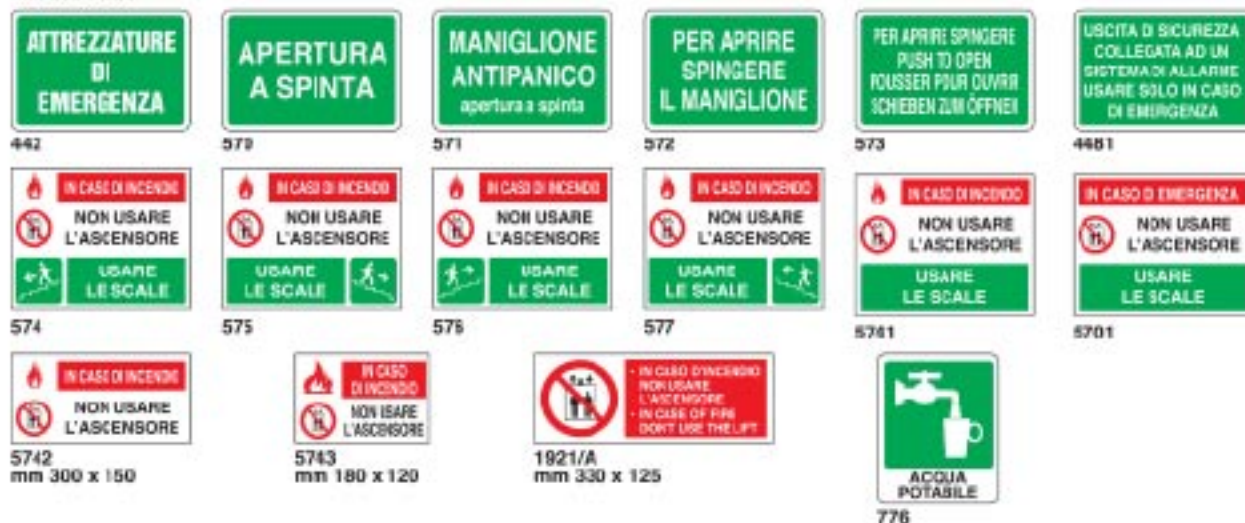 ATTREZZATURE
DI
EMERGENZA
442
APERTURA
A SPINTA
570
MANIGLIONE
ANTIPANICO
apertura a spinta
571
PER APRIRE
SPINGERE
IL MANIGLIONE
572
PER APRIRE SPINGERE
PUSH TO OPEN
POUSSER POUR OUVRIR
SCHIEBEN ZUM ÖFFNEN
573
USCITA DI SICUREZZA
COLLEGATA AD UN
SISTEMA DI ALLARME
USARE SOLO IN CASO
DI EMERGENZA
4481
IN CASO DI INCENDIO
NON USARE
L'ASCENSORE
USARE
LE SCALE
574
IN CASO DI INCENDIO
NON USARE
L'ASCENSORE
USARE
LE SCALE
575
IN CASO DI INCENDIO
NON USARE
L'ASCENSORE
USARE
LE SCALE
576
IN CASO DI INCENDIO
NON USARE
L'ASCENSORE
USARE
LE SCALE
577
IN CASO DI INCENDIO
NON USARE
L'ASCENSORE
USARE
LE SCALE
5741
IN CASO DI EMERGENZA
NON USARE
L'ASCENSORE
USARE
LE SCALE
5701
IN CASO DI INCENDIO
NON USARE
L'ASCENSORE
5742
mm 300 x 150
IN CASO
DI INCENDIO
NON USARE
L'ASCENSORE
5743
mm 180 x 120
• IN CASO D'INCENDIO
NON USARE
L'ASCENSORE
• IN CASE OF FIRE
DON'T USE THE LIFT
1921/A
mm 330 x 125
ACQUA
POTABILE
776